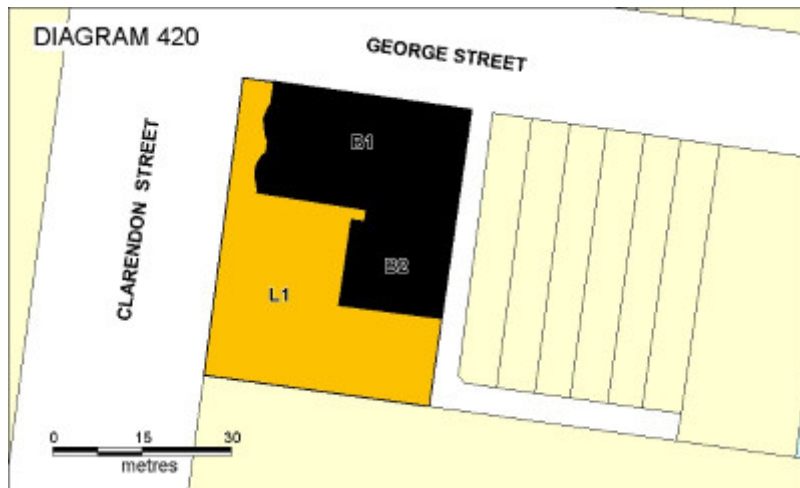 DIAGRAM 420
GEORGE STREET
B1
CLARENDON STREET
B2
L1
0 15 30
metres